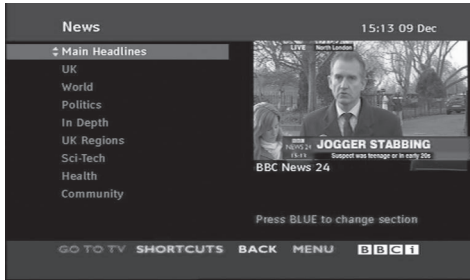 News
15:13 09 Dec
Main Headlines
UK
World
Politics
In Depth
UK Regions
Sci-Tech
Health
Community
LIVE North London
BBC
NEWS 24
15:13
JOGGER STABBING
Suspect was teenage or in early 20s
BBC News 24
Press BLUE to change section
GO TO TV SHORTCUTS BACK MENU BBCi